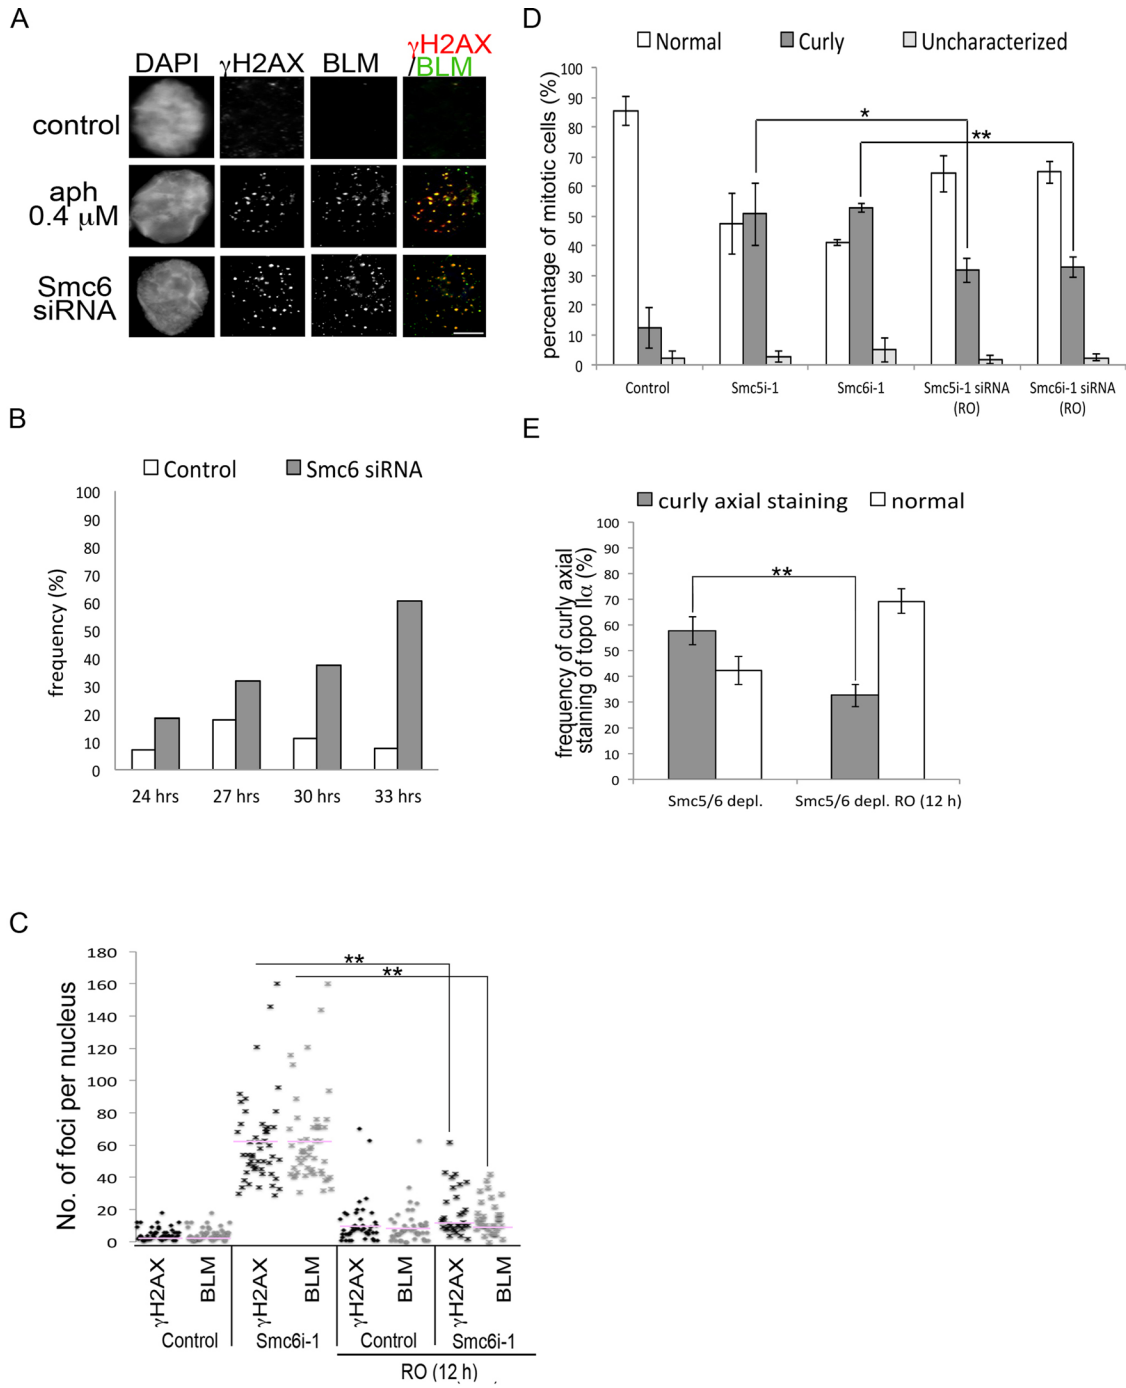 A
DAPI γH2AX BLM γH2AX
/BLM
control
aph
0.4 μM
Smc6
siRNA
B
Control Smc6 siRNA
frequency (%)
100
90
80
70
60
50
40
30
20
10
0
24 hrs 27 hrs 30 hrs 33 hrs
C
No. of foci per nucleus
180
160
140
120
100
80
60
40
20
0
**
**
γH2AX BLM γH2AX BLM γH2AX BLM γH2AX BLM
Control Smc6i-1 Control Smc6i-1
RO (12 h)
D
Normal Curly Uncharacterized
percentage of mitotic cells (%)
100
90
80
70
60
50
40
30
20
10
0
*
**
Control Smc5i-1 Smc6i-1 Smc5i-1 siRNA Smc6i-1 siRNA
(RO) (RO)
E
curly axial staining normal
frequency of curly axial
staining of topo IIα (%)
100
90
80
70
60
50
40
30
20
10
0
**
Smc5/6 depl. Smc5/6 depl. RO (12 h)